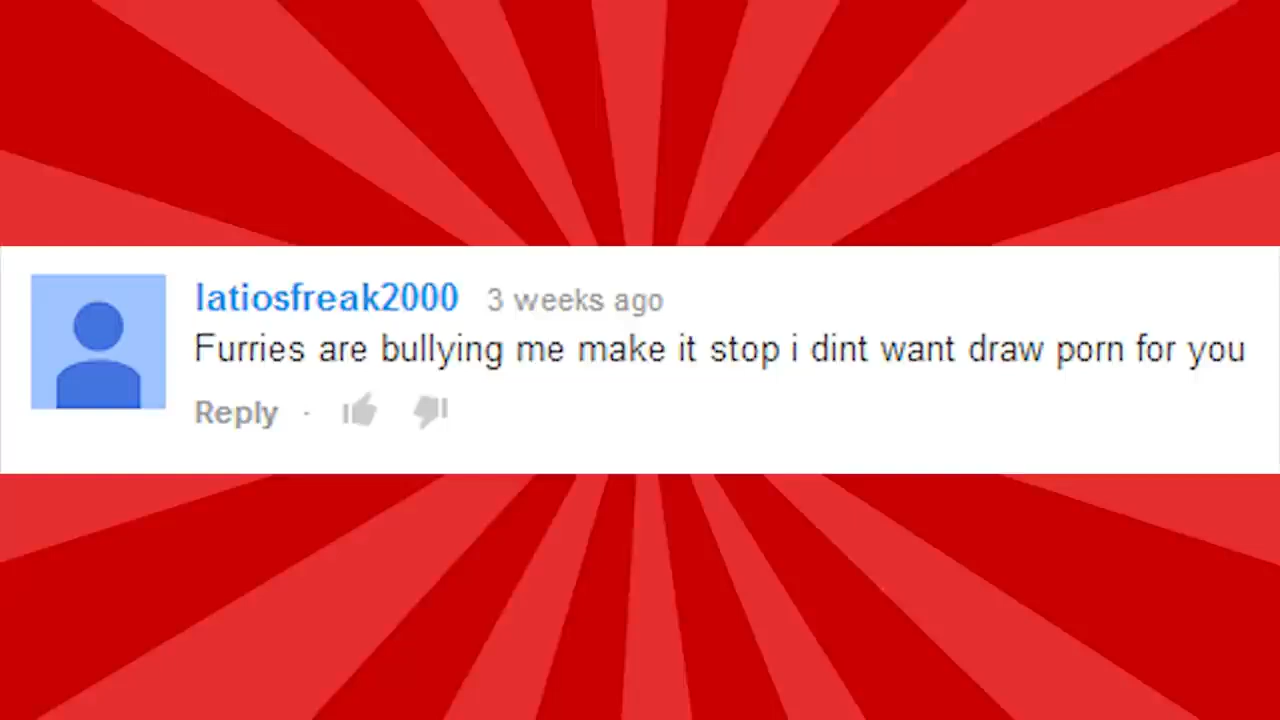 latiosfreak2000 3 weeks ago
Furries are bullying me make it stop i dint want draw porn for you
Reply ·